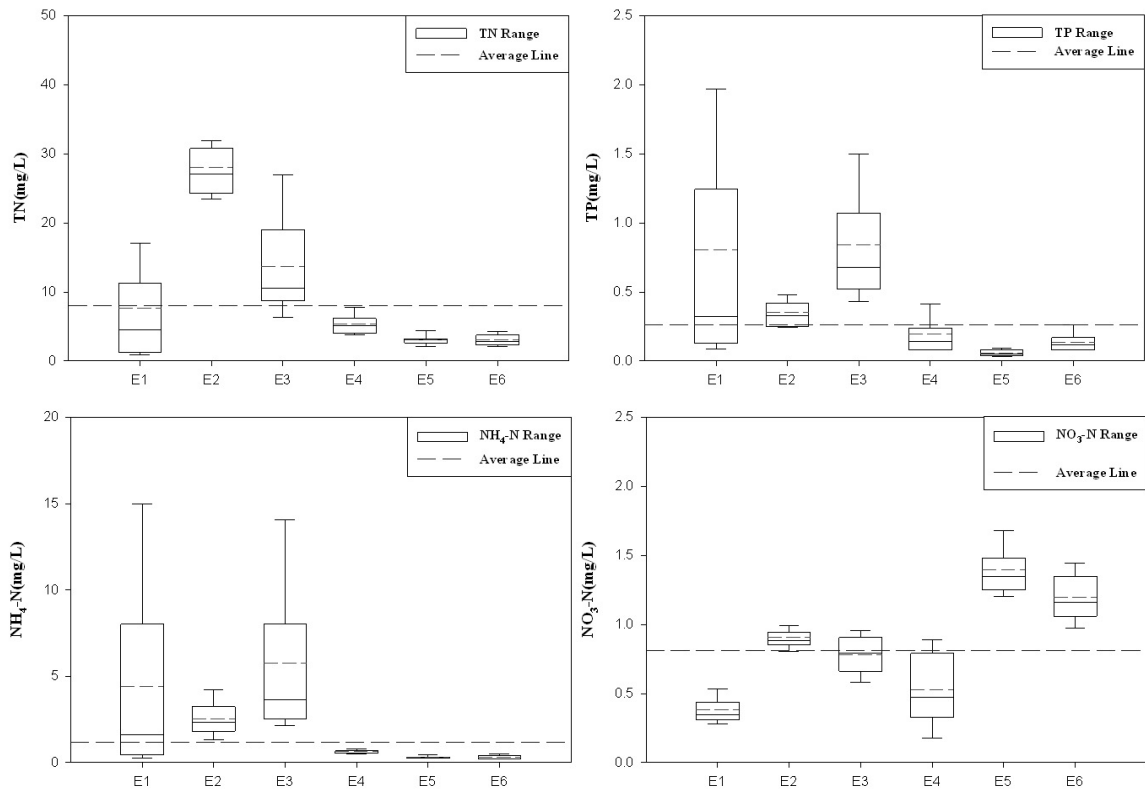 50
40
30
20
10
0
TN(mg/L)
TN Range
Average Line
E1 E2 E3 E4 E5 E6
2.5
2.0
1.5
1.0
0.5
0.0
TP(mg/L)
TP Range
Average Line
E1 E2 E3 E4 E5 E6
20
15
10
5
0
NH₄-N(mg/L)
NH₄-N Range
Average Line
E1 E2 E3 E4 E5 E6
2.5
2.0
1.5
1.0
0.5
0.0
NO₃-N(mg/L)
NO₃-N Range
Average Line
E1 E2 E3 E4 E5 E6